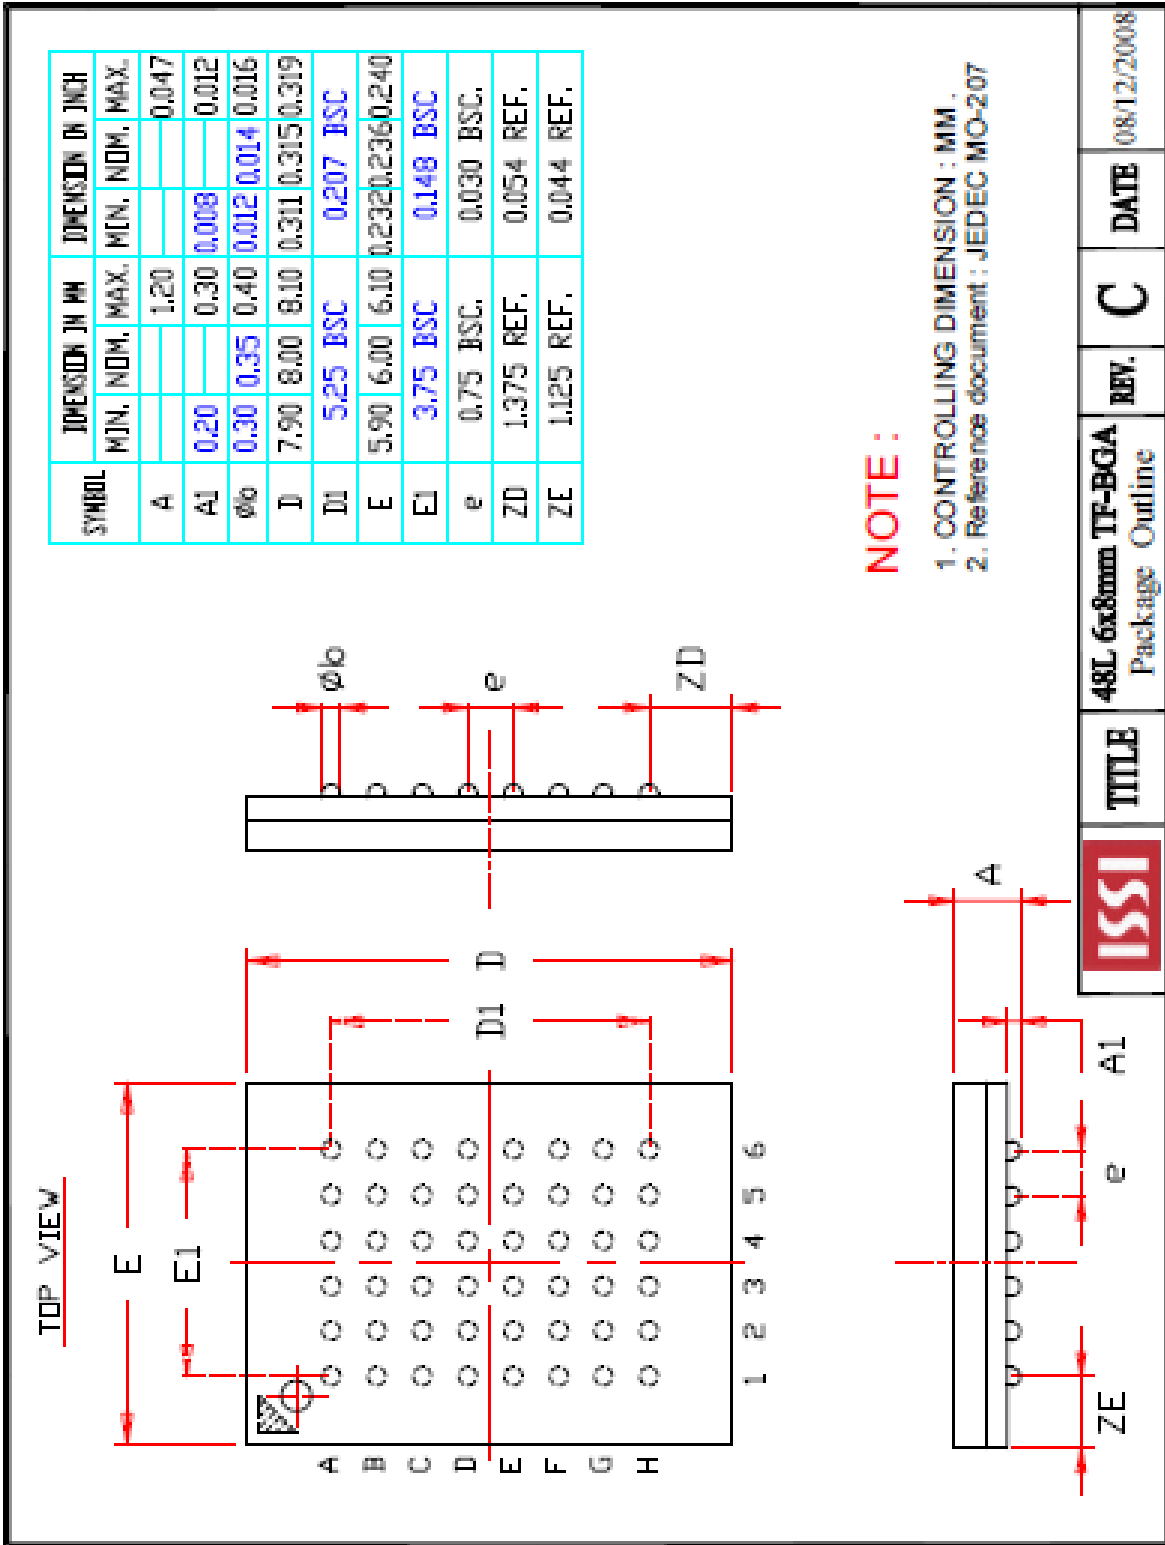 TOP VIEW
E
E1
A
B
C
D
E
F
G
H
1 2 3 4 5 6
D1
D
Øb
e
ZD
ZE
e
A1
A
SYMBOL DIMENSION IN MM DIMENSION IN INCH
MIN. NOM. MAX. MIN. NOM. MAX.
A 1.20 0.047
A1 0.20 0.30 0.008 0.012
Øb 0.30 0.35 0.40 0.012 0.014 0.016
D 7.90 8.00 8.10 0.311 0.315 0.319
D1 5.25 BSC 0.207 BSC
E 5.90 6.00 6.10 0.232 0.236 0.240
E1 3.75 BSC 0.148 BSC
e 0.75 BSC. 0.030 BSC.
ZD 1.375 REF. 0.054 REF.
ZE 1.125 REF. 0.044 REF.
NOTE :
1. CONTROLLING DIMENSION : MM .
2. Reference document : JEDEC MO-207
ISSI TITLE 48L 6x8mm TF-BGA
Package Outline
REV. C DATE 08/12/2008